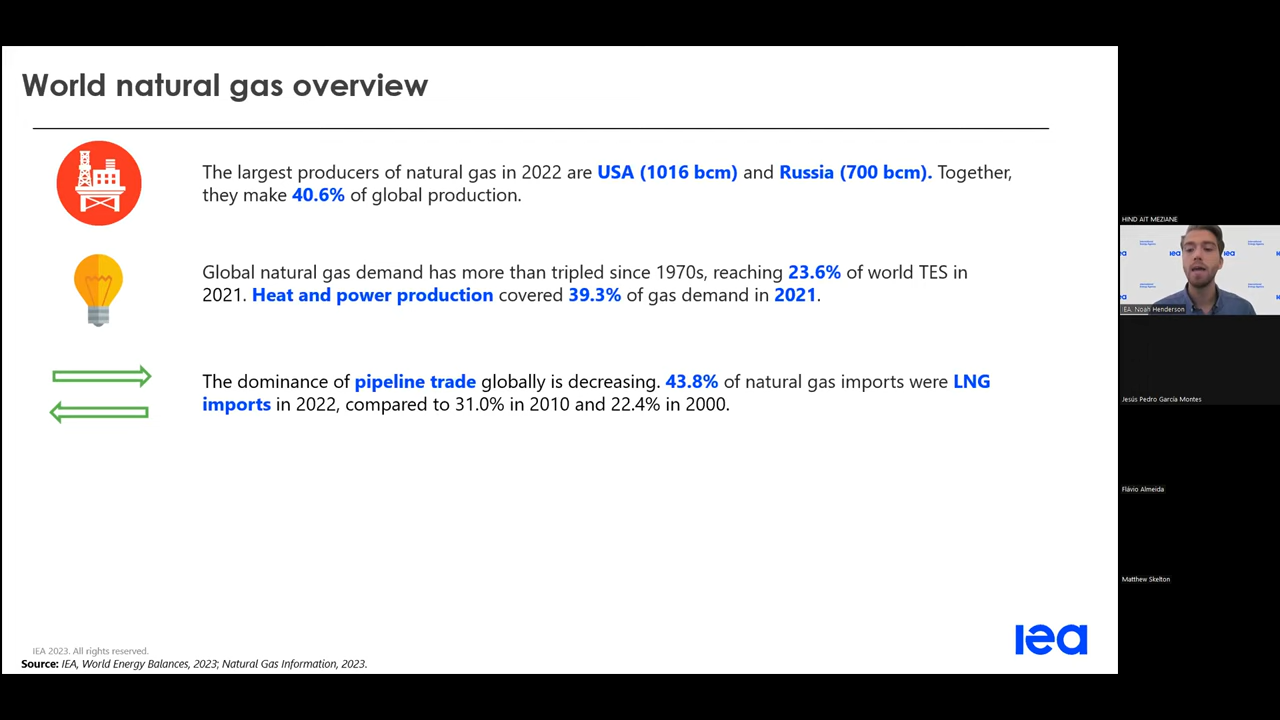 World natural gas overview
The largest producers of natural gas in 2022 are USA (1016 bcm) and Russia (700 bcm). Together,
they make 40.6% of global production.
Global natural gas demand has more than tripled since 1970s, reaching 23.6% of world TES in
2021. Heat and power production covered 39.3% of gas demand in 2021.
The dominance of pipeline trade globally is decreasing. 43.8% of natural gas imports were LNG
imports in 2022, compared to 31.0% in 2010 and 22.4% in 2000.
iea
IEA 2023. All rights reserved.
Source: IEA, World Energy Balances, 2023; Natural Gas Information, 2023.
HIND AIT MEZIANE
iea
IEA. Noah Henderson
Jesús Pedro García Montes
Flávio Almeida
Matthew Skelton